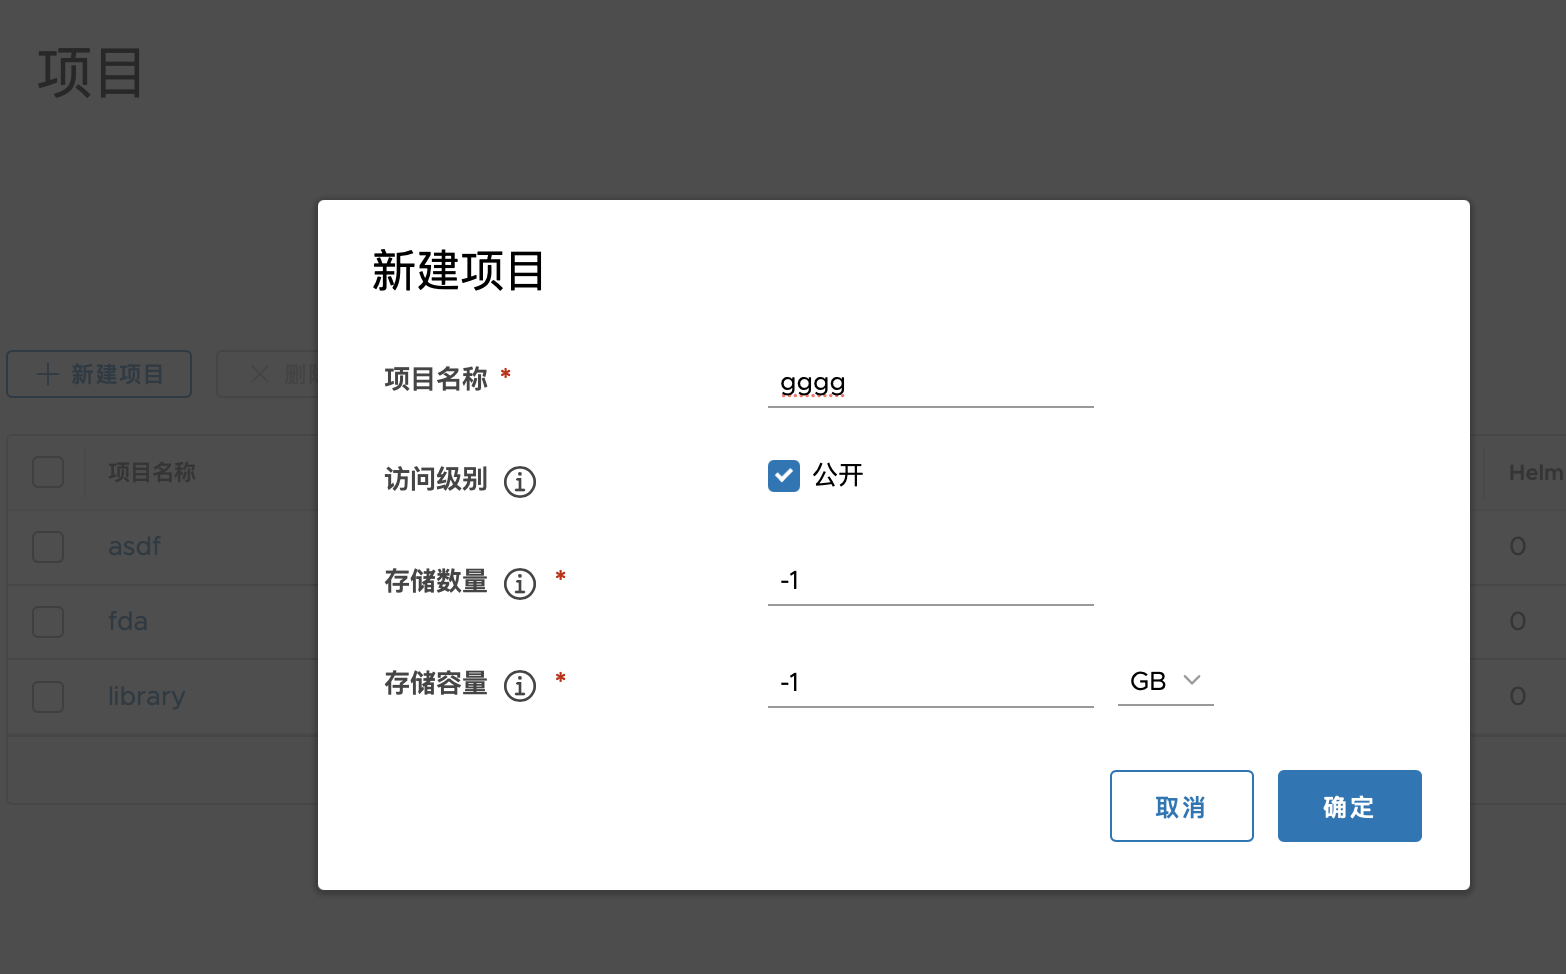 项目
新建项目
项目名称 *
gggg
访问级别
公开
存储数量 *
-1
存储容量 *
-1
GB
取消
确定
新建项目
项目名称
Helm
asdf
0
fda
0
library
0